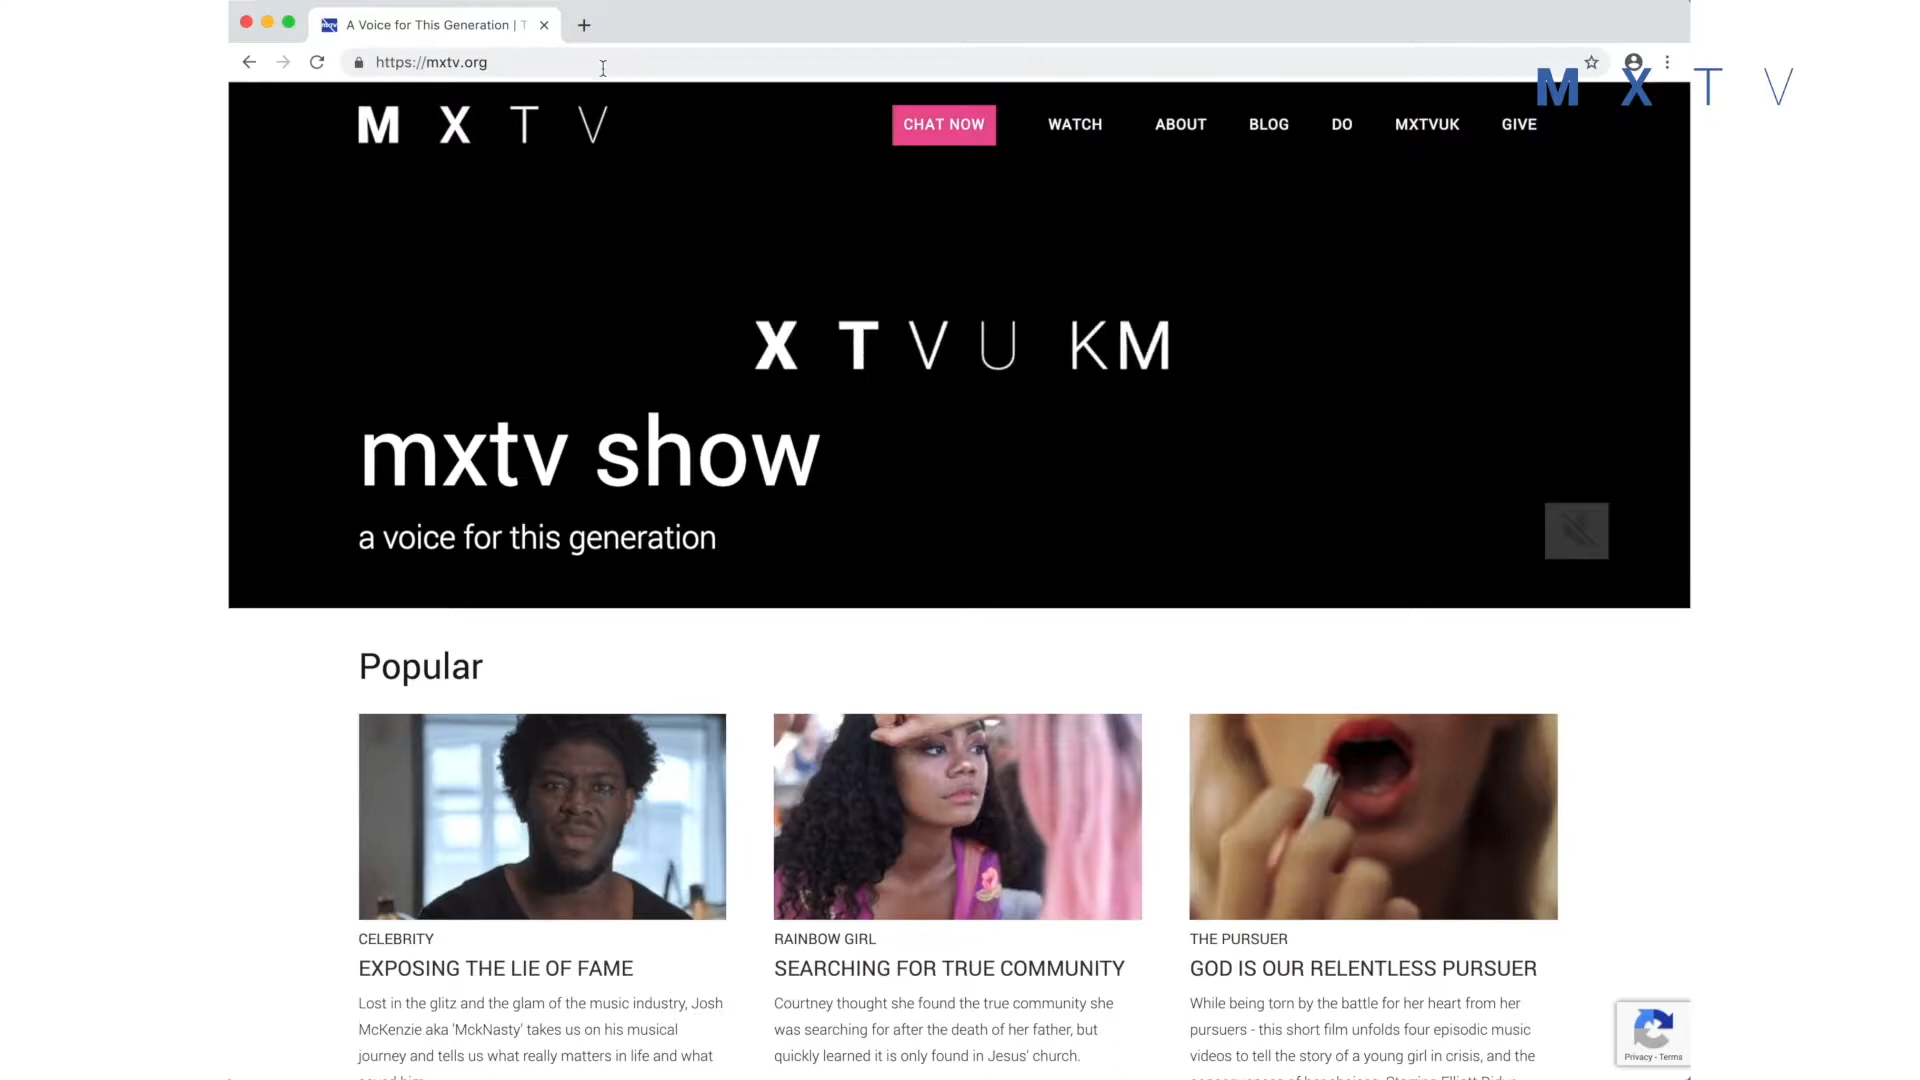 A Voice for This Generation | T
https://mxtv.org
M X T V
M X T V
CHAT NOW
WATCH
ABOUT
BLOG
DO
MXTVUK
GIVE
X T V U K M
mxtv show
a voice for this generation
Popular
CELEBRITY
EXPOSING THE LIE OF FAME
Lost in the glitz and the glam of the music industry, Josh
McKenzie aka 'MckNasty' takes us on his musical
journey and tells us what really matters in life and what
RAINBOW GIRL
SEARCHING FOR TRUE COMMUNITY
Courtney thought she found the true community she
was searching for after the death of her father, but
quickly learned it is only found in Jesus' church.
THE PURSUER
GOD IS OUR RELENTLESS PURSUER
While being torn by the battle for her heart from her
pursuers - this short film unfolds four episodic music
videos to tell the story of a young girl in crisis, and the
Privacy - Terms